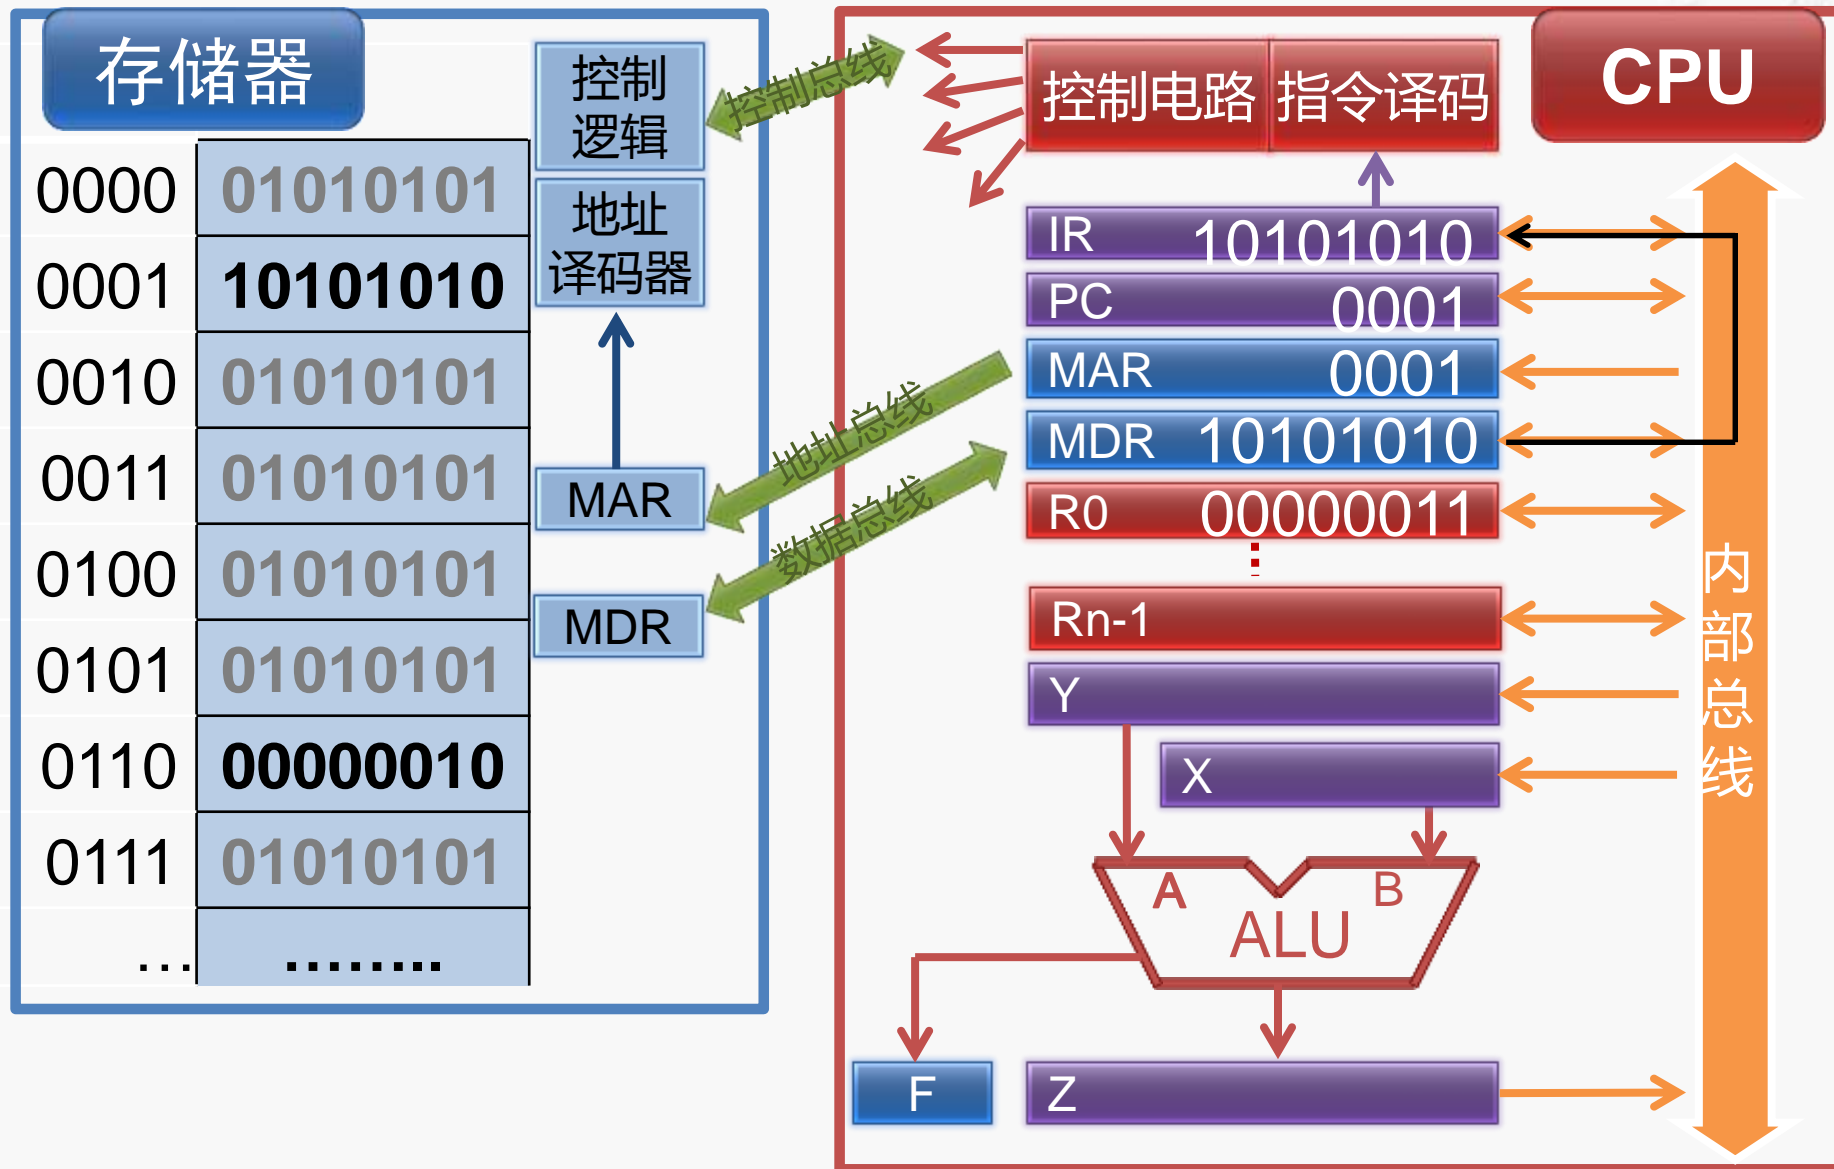 存储器
0000 01010101
0001 10101010
0010 01010101
0011 01010101
0100 01010101
0101 01010101
0110 00000010
0111 01010101
… ........
控制
逻辑
地址
译码器
MAR
MDR
控制总线
地址总线
数据总线
CPU
控制电路 指令译码
IR 10101010
PC 0001
MAR 0001
MDR 10101010
R0 00000011
Rn-1
Y
X
A B
ALU
F
Z
内
部
总
线